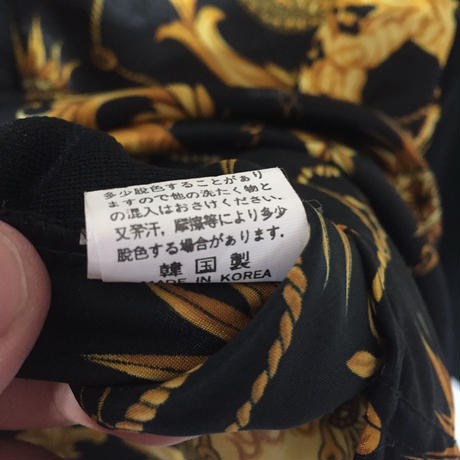 多少脱色することがあり
ますので他の洗たく物と
の混入はおさけください。
又発汗，摩擦等により多少
脱色する場合があります．
韓国製
MADE IN KOREA